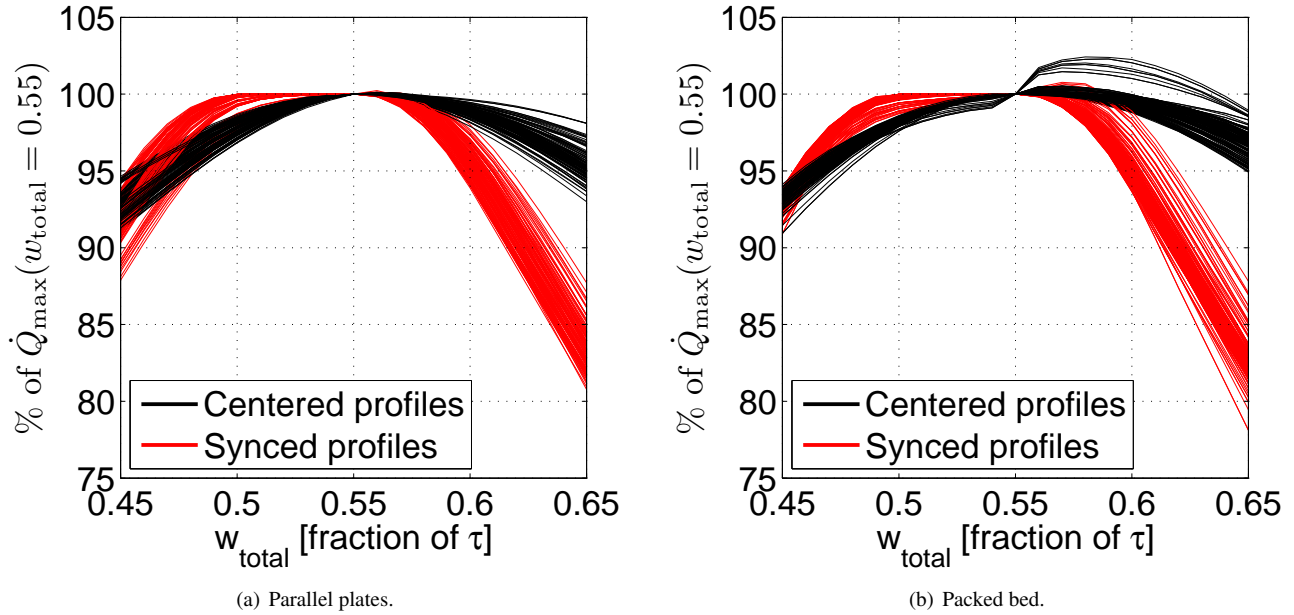 % of Q̇max(wtotal = 0.55)
105
100
95
90
85
80
75
Centered profiles
Synced profiles
0.45 0.5 0.55 0.6 0.65
w_total [fraction of τ]
(a) Parallel plates.
% of Q̇max(wtotal = 0.55)
105
100
95
90
85
80
75
Centered profiles
Synced profiles
0.45 0.5 0.55 0.6 0.65
w_total [fraction of τ]
(b) Packed bed.